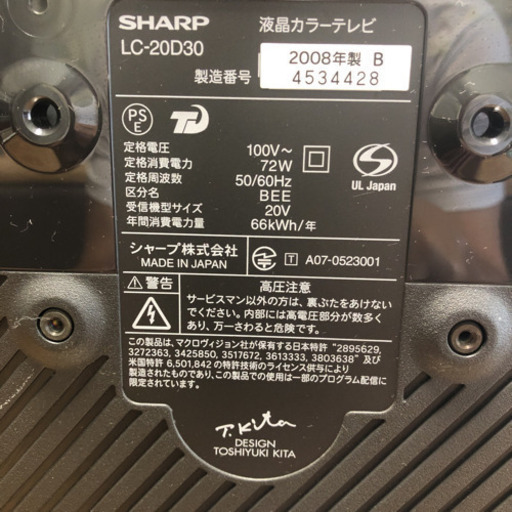 SHARP 液晶カラーテレビ
LC-20D30
製造番号 2008年製 B
4534428
PS E
定格電圧 100V～
定格消費電力 72W
定格周波数 50/60Hz
区分名 BEE
受信機型サイズ 20V
年間消費電力量 66kWh/年
UL Japan
シャープ株式会社
MADE IN JAPAN
T A07-0523001
警告 高圧注意
サービスマン以外の方は、裏ぶたをあけない
でください。内部には高電圧部分が数多く
あり、万一さわると危険です。
この製品は、マクロヴィジョン社が保有する日本特許 "2895629,
3272363, 3425850, 3517672, 3613333, 3803638" 及び
米国特許 6,501,842 の特許技術のライセンス供与により
製造されたものであり、この製品での使用は一部のプログラム配信に
限定されています。
T.Kita
DESIGN
TOSHIYUKI KITA